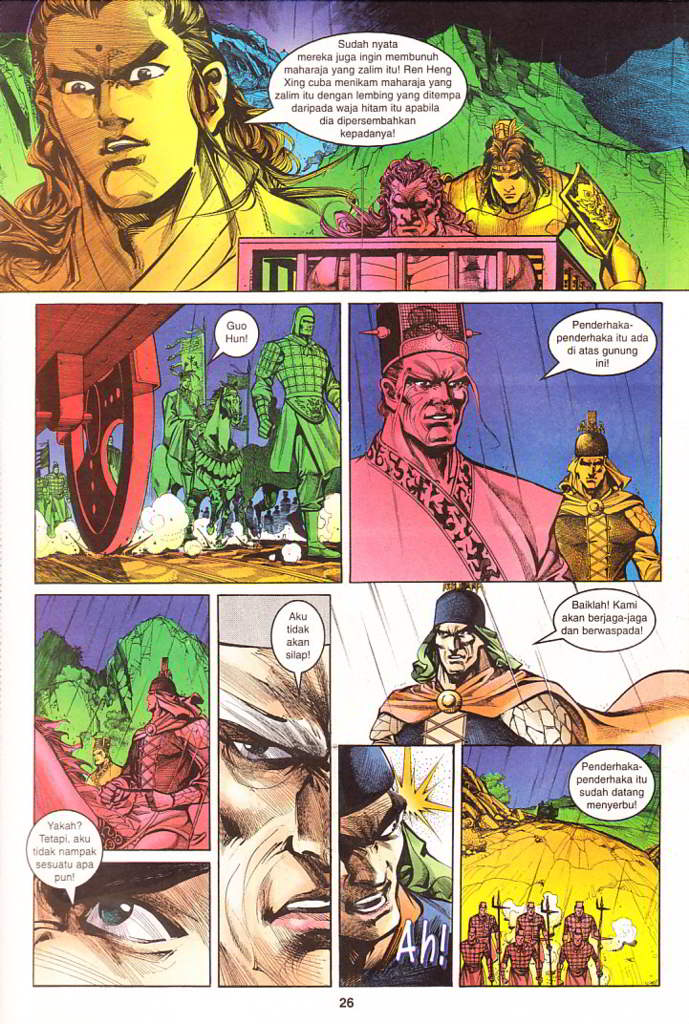 Sudah nyata
mereka juga ingin membunuh
maharaja yang zalim itu! Ren Heng
Xing cuba menikam maharaja yang
zalim itu dengan lembing yang ditempa
daripada waja hitam itu apabila
dia dipersembahkan
kepadanya!
Guo
Hun!
Penderhaka-
penderhaka itu ada
di atas gunung
ini!
Yakah?
Tetapi, aku
tidak nampak
sesuatu apa
pun!
Aku
tidak
akan
silap!
Baiklah! Kami
akan berjaga-jaga
dan berwaspada!
Ah!
Penderhaka-
penderhaka itu
sudah datang
menyerbu!
26